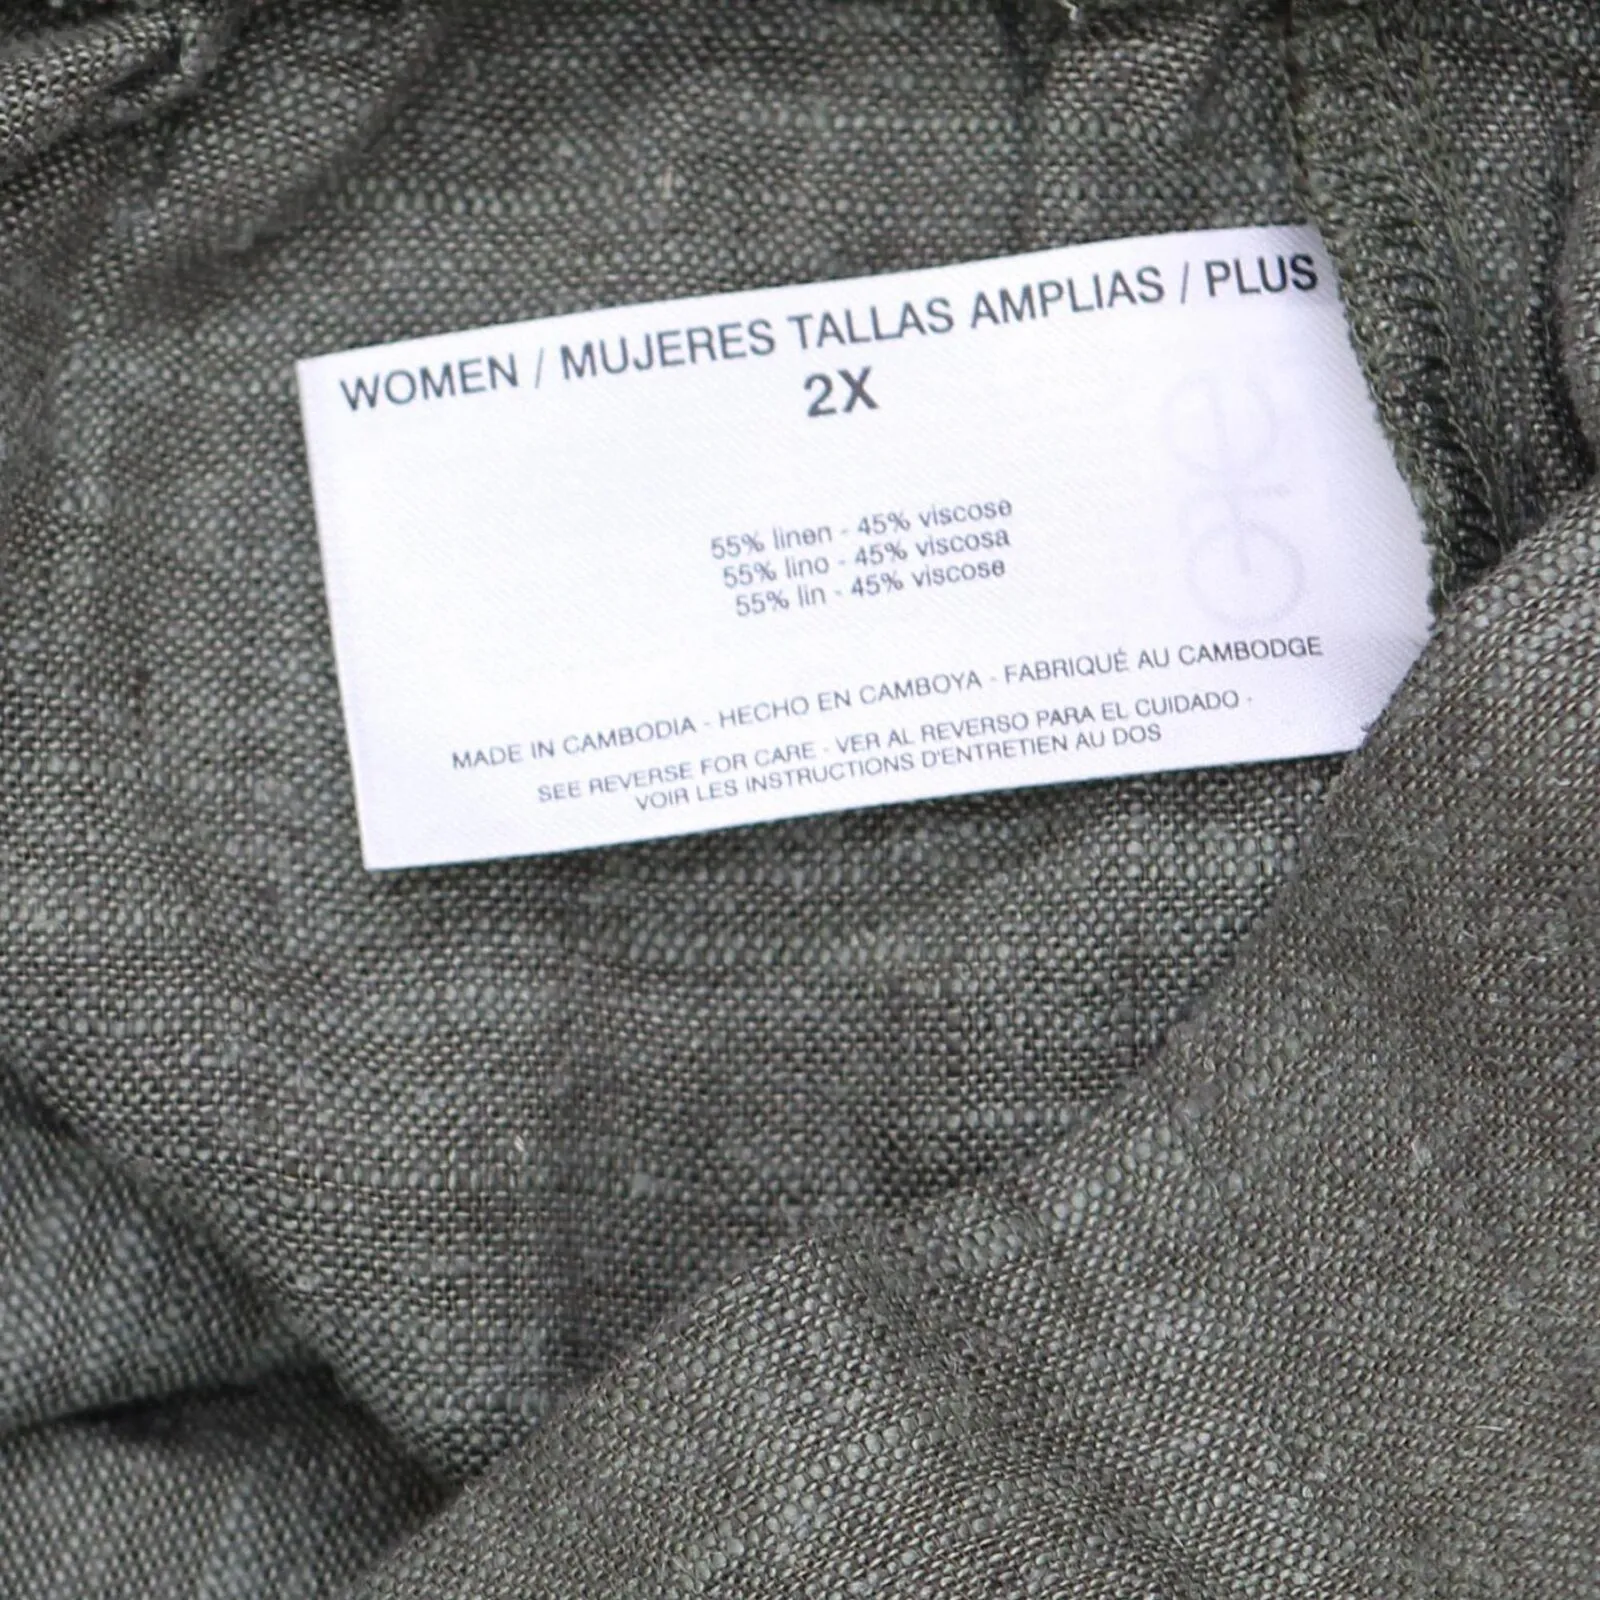 WOMEN / MUJERES TALLAS AMPLIAS / PLUS
2X
55% linen - 45% viscose
55% lino - 45% viscosa
55% lin - 45% viscose
MADE IN CAMBODIA - HECHO EN CAMBOYA - FABRIQUÉ AU CAMBODGE
SEE REVERSE FOR CARE - VER AL REVERSO PARA EL CUIDADO -
VOIR LES INSTRUCTIONS D'ENTRETIEN AU DOS